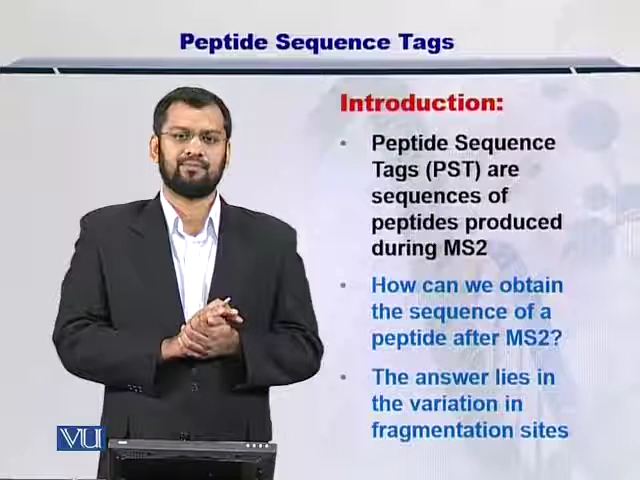 Peptide Sequence Tags
Introduction:
• Peptide Sequence
Tags (PST) are
sequences of
peptides produced
during MS2
• How can we obtain
the sequence of a
peptide after MS2?
• The answer lies in
the variation in
fragmentation sites
VU